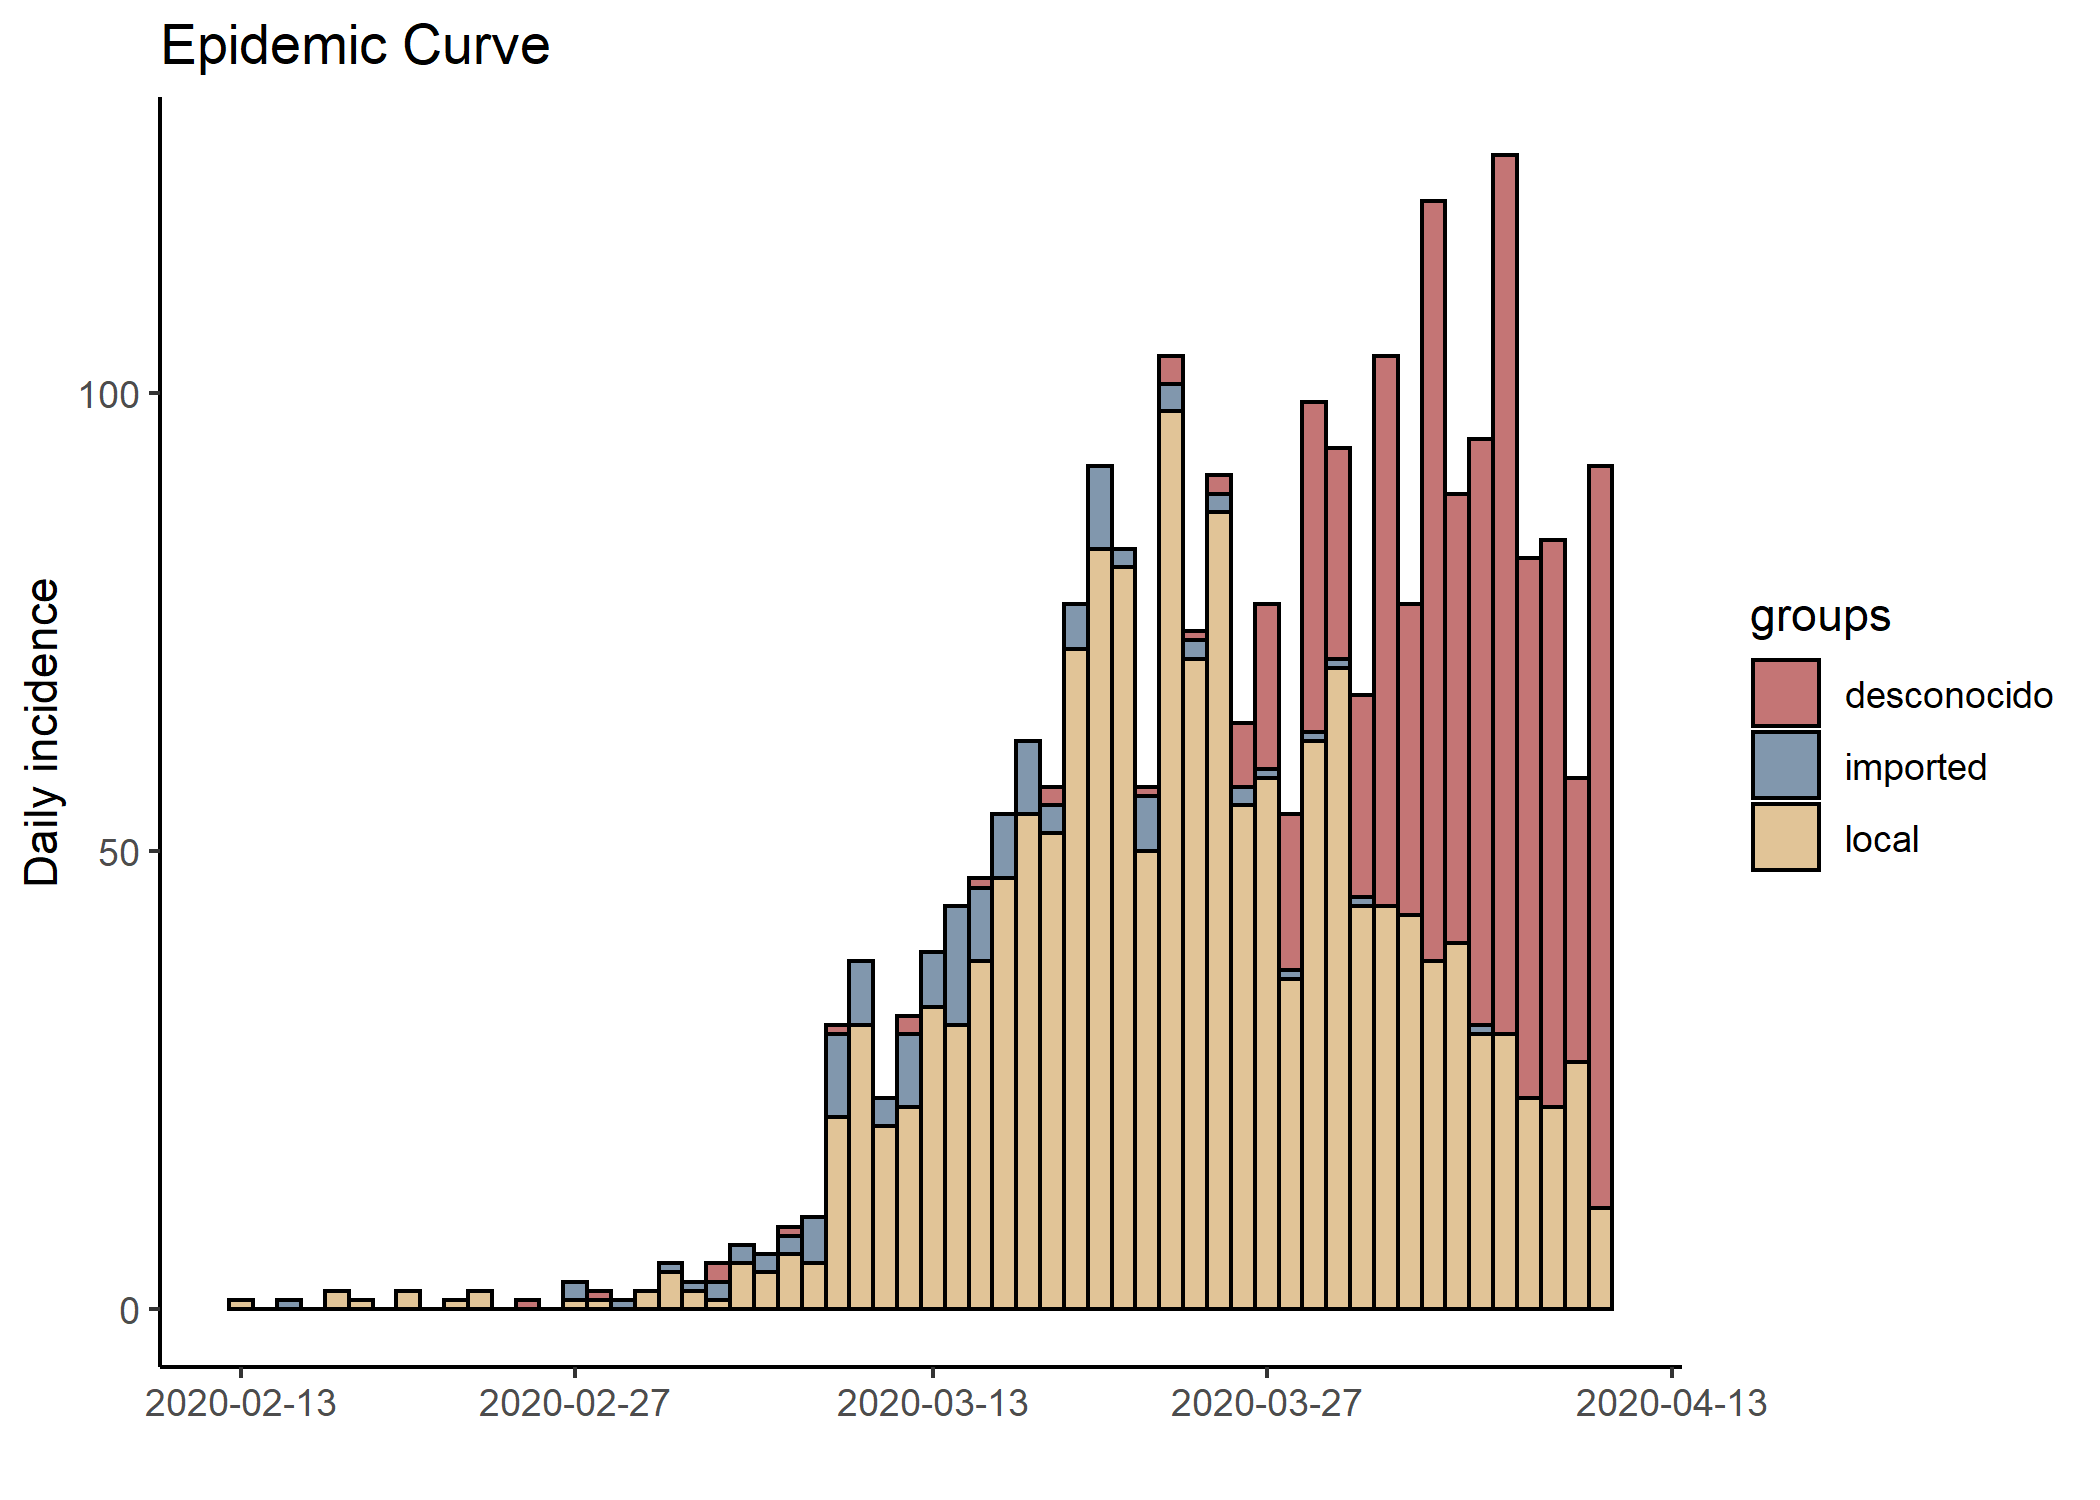 Epidemic Curve
Daily incidence
100
50
0
2020-02-13
2020-02-27
2020-03-13
2020-03-27
2020-04-13
groups
desconocido
imported
local